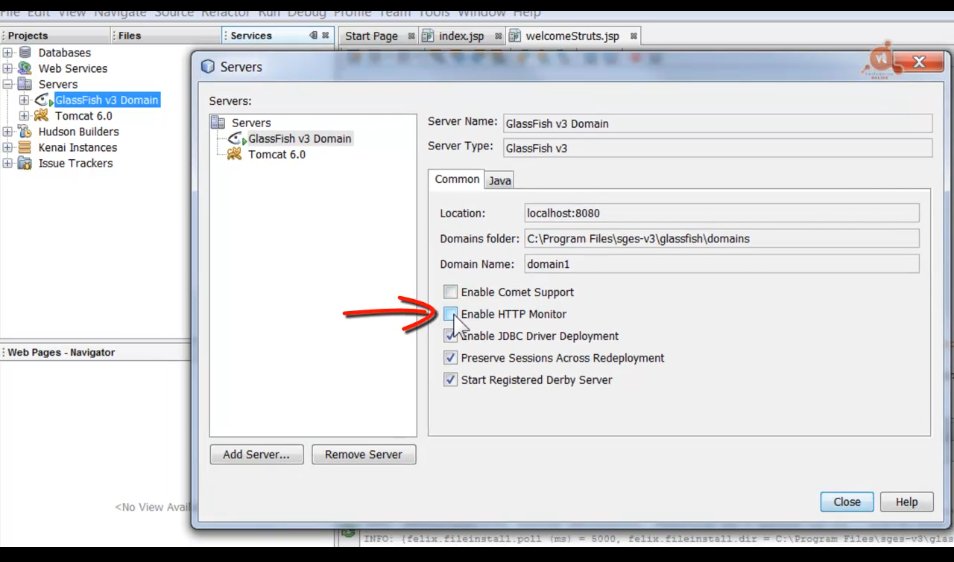 File Edit View Navigate Source Refactor Run Debug Profile Team Tools Window Help
Projects
Files
Services
Start Page
index.jsp
welcomeStruts.jsp
Databases
Web Services
Servers
GlassFish v3 Domain
Tomcat 6.0
Hudson Builders
Kenai Instances
Issue Trackers
Web Pages - Navigator
<No View Avail
Servers
Servers:
Servers
GlassFish v3 Domain
Tomcat 6.0
Add Server...
Remove Server
Server Name: GlassFish v3 Domain
Server Type: GlassFish v3
Common Java
Location: localhost:8080
Domains folder: C:\Program Files\sges-v3\glassfish\domains
Domain Name: domain1
Enable Comet Support
Enable HTTP Monitor
Enable JDBC Driver Deployment
Preserve Sessions Across Redeployment
Start Registered Derby Server
Close
Help
INFO: {felix.fileinstall.poll (ms) = 5000, felix.fileinstall.dir = C:\Program Files\sges-v3\glas